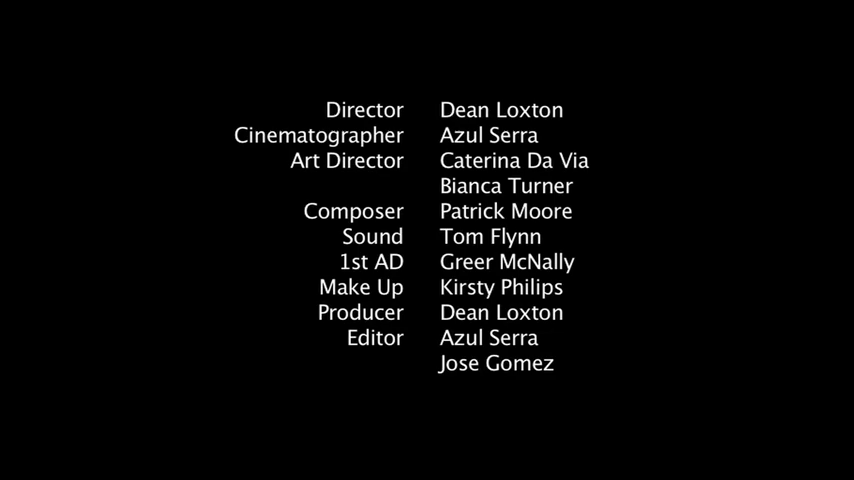 Director Dean Loxton
Cinematographer Azul Serra
Art Director Caterina Da Via
Bianca Turner
Composer Patrick Moore
Sound Tom Flynn
1st AD Greer McNally
Make Up Kirsty Philips
Producer Dean Loxton
Editor Azul Serra
Jose Gomez